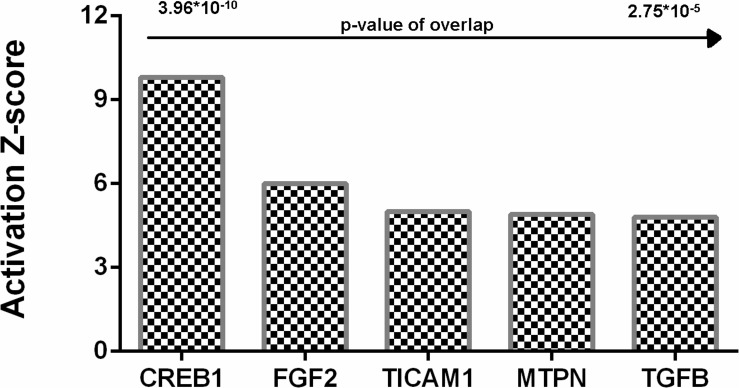 3.96*10-10
2.75*10-5
p-value of overlap
Activation Z-score
12
9
6
3
0
CREB1 FGF2 TICAM1 MTPN TGFB